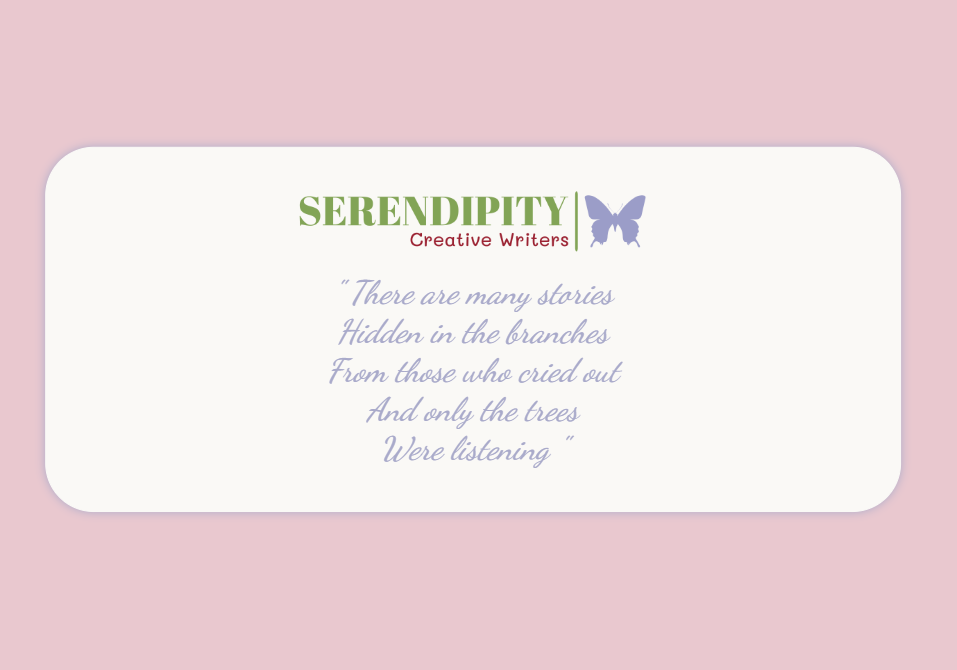 SERENDIPITY
Creative Writers
" There are many stories
Hidden in the branches
From those who cried out
And only the trees
Were listening "